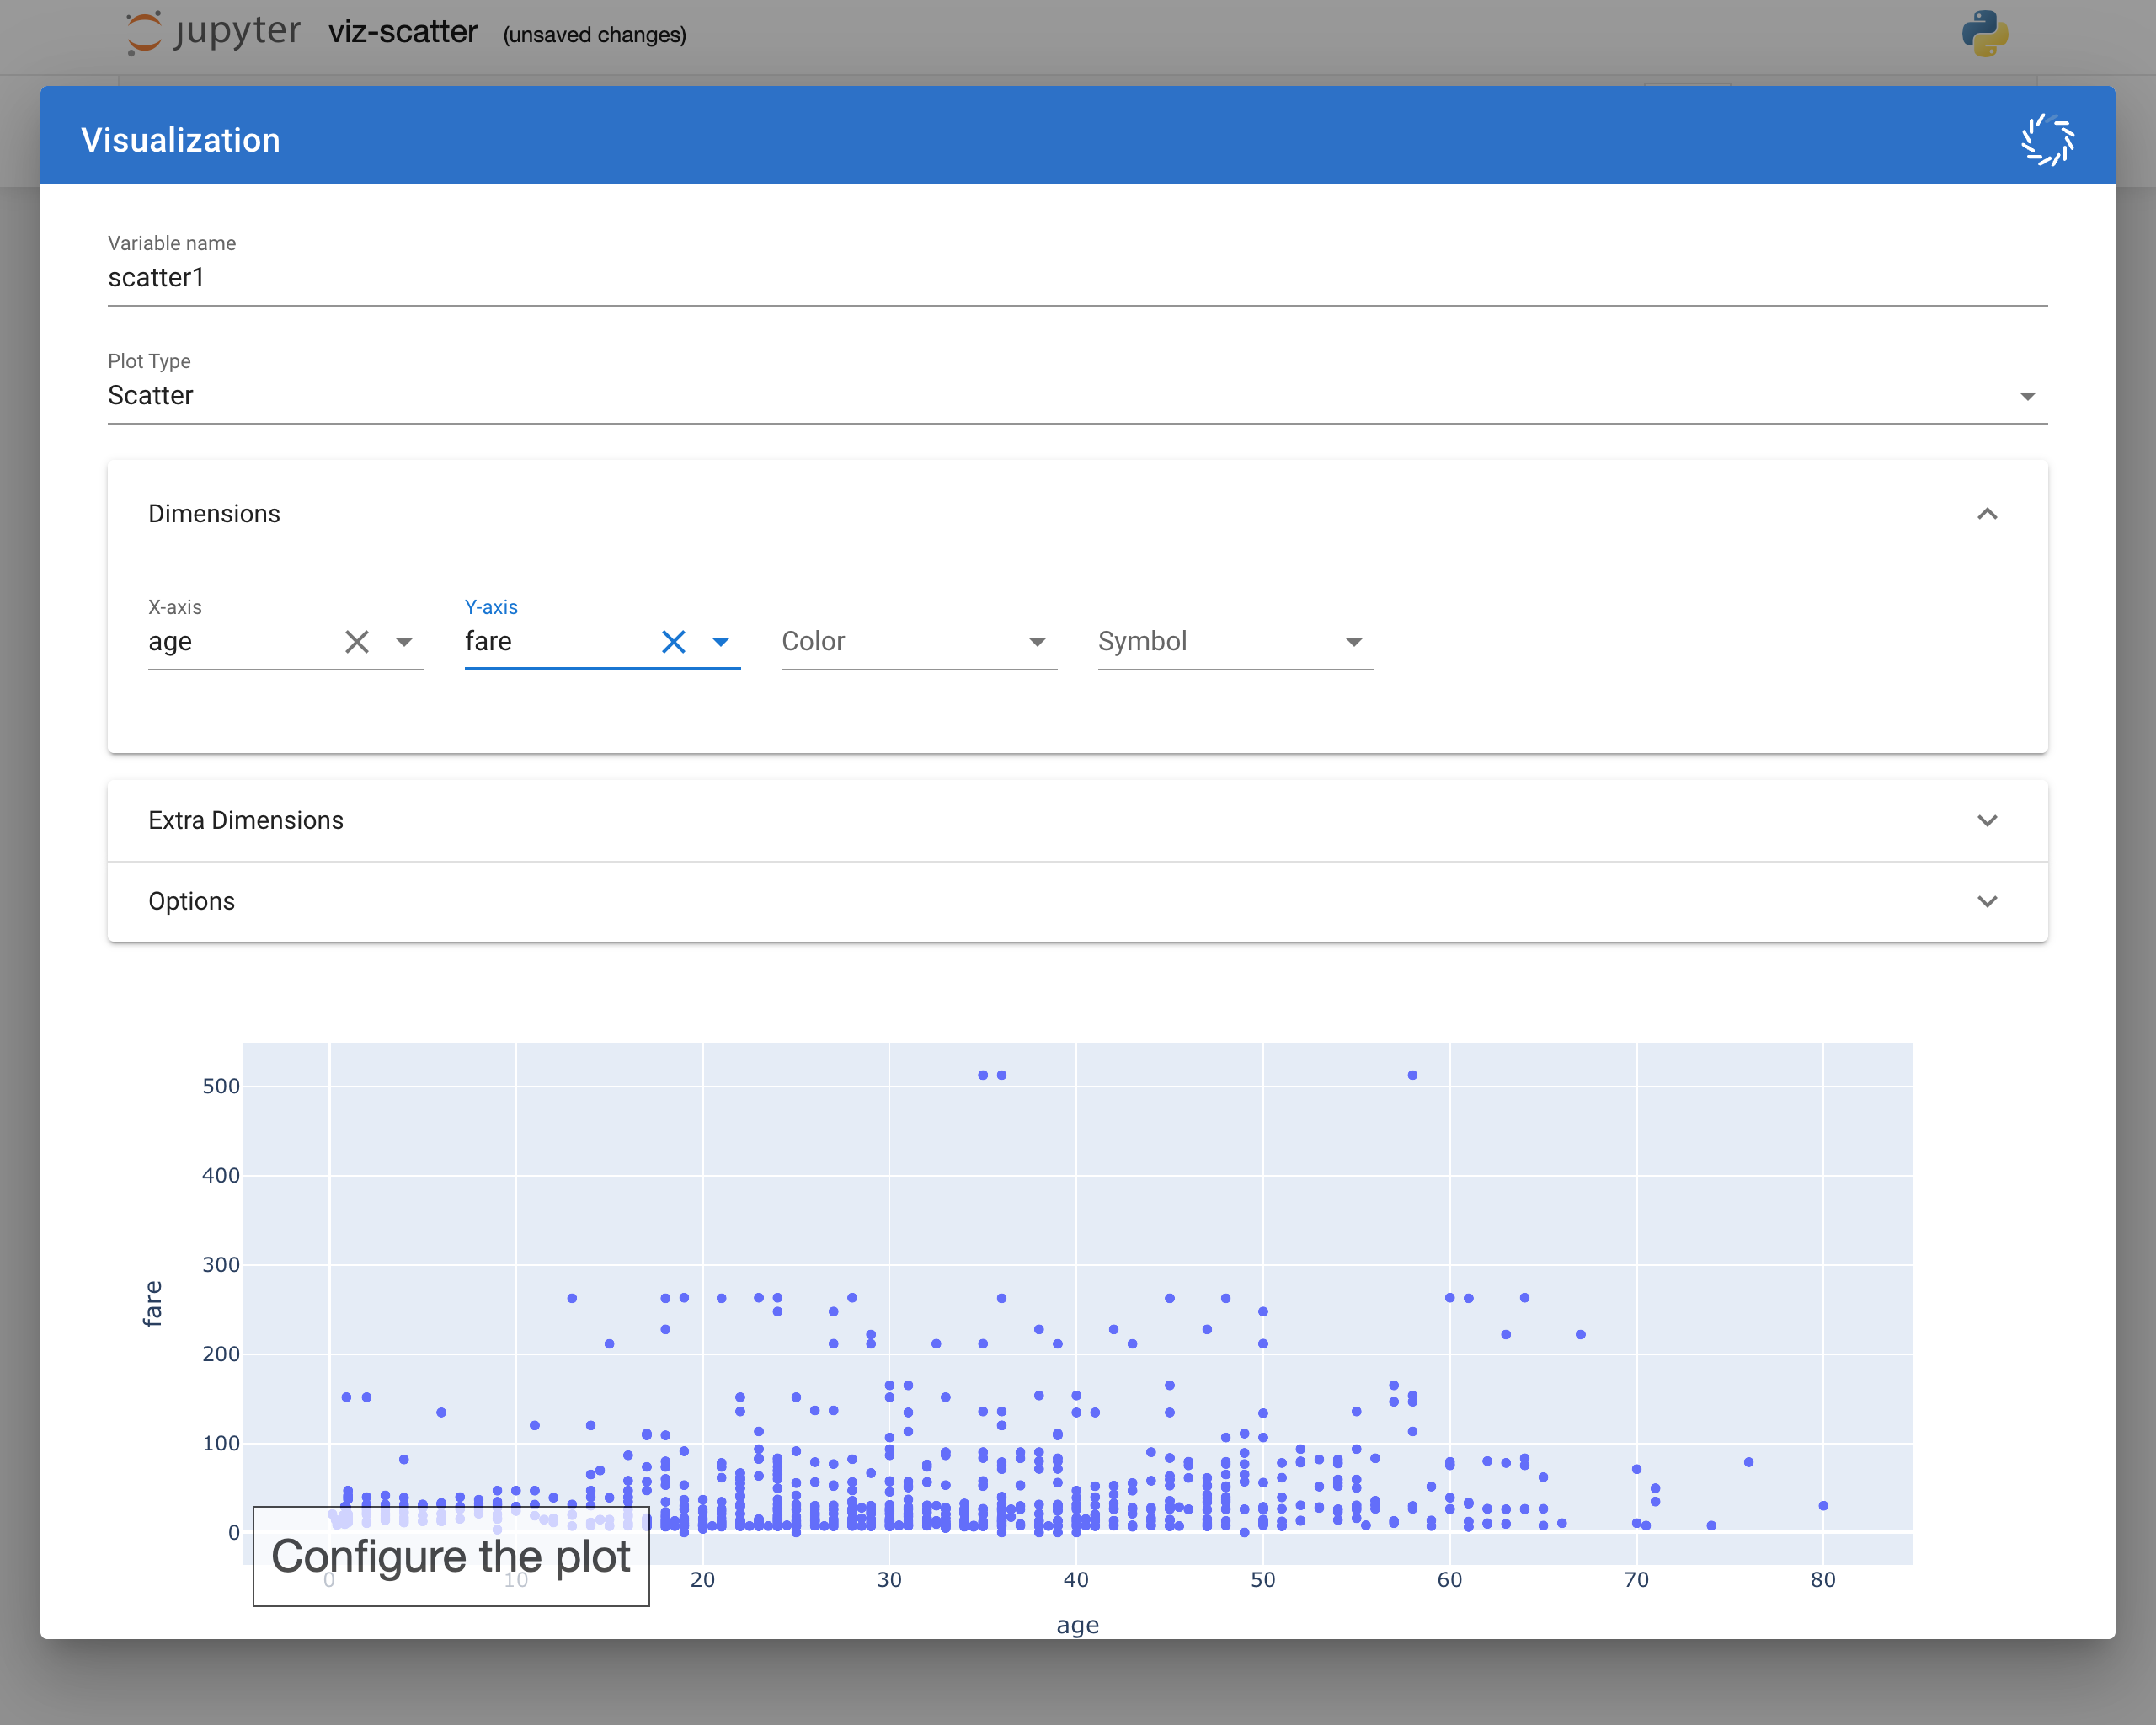 jupyter viz-scatter (unsaved changes)
Visualization
Variable name
scatter1
Plot Type
Scatter
Dimensions
X-axis Y-axis
age fare Color Symbol
Extra Dimensions
Options
500
400
300
200
100
0
fare
Configure the plot
0 10 20 30 40 50 60 70 80
age